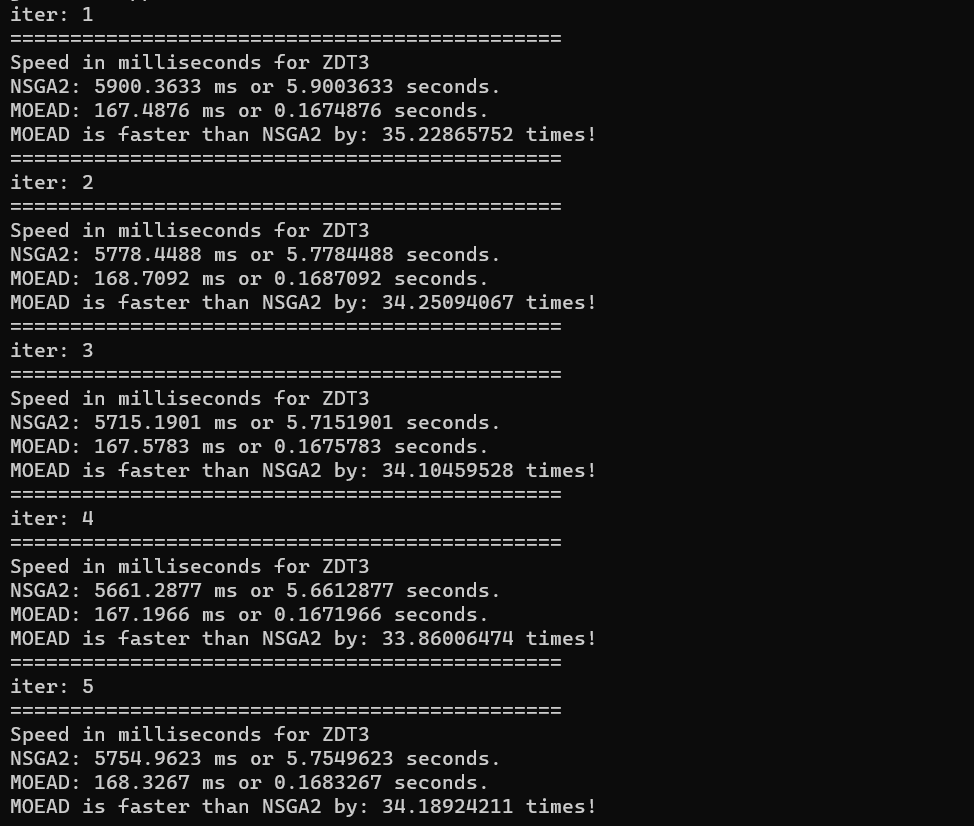 iter: 1
==============================================
Speed in milliseconds for ZDT3
NSGA2: 5900.3633 ms or 5.9003633 seconds.
MOEAD: 167.4876 ms or 0.1674876 seconds.
MOEAD is faster than NSGA2 by: 35.22865752 times!
==============================================
iter: 2
==============================================
Speed in milliseconds for ZDT3
NSGA2: 5778.4488 ms or 5.7784488 seconds.
MOEAD: 168.7092 ms or 0.1687092 seconds.
MOEAD is faster than NSGA2 by: 34.25094067 times!
==============================================
iter: 3
==============================================
Speed in milliseconds for ZDT3
NSGA2: 5715.1901 ms or 5.7151901 seconds.
MOEAD: 167.5783 ms or 0.1675783 seconds.
MOEAD is faster than NSGA2 by: 34.10459528 times!
==============================================
iter: 4
==============================================
Speed in milliseconds for ZDT3
NSGA2: 5661.2877 ms or 5.6612877 seconds.
MOEAD: 167.1966 ms or 0.1671966 seconds.
MOEAD is faster than NSGA2 by: 33.86006474 times!
==============================================
iter: 5
==============================================
Speed in milliseconds for ZDT3
NSGA2: 5754.9623 ms or 5.7549623 seconds.
MOEAD: 168.3267 ms or 0.1683267 seconds.
MOEAD is faster than NSGA2 by: 34.18924211 times!